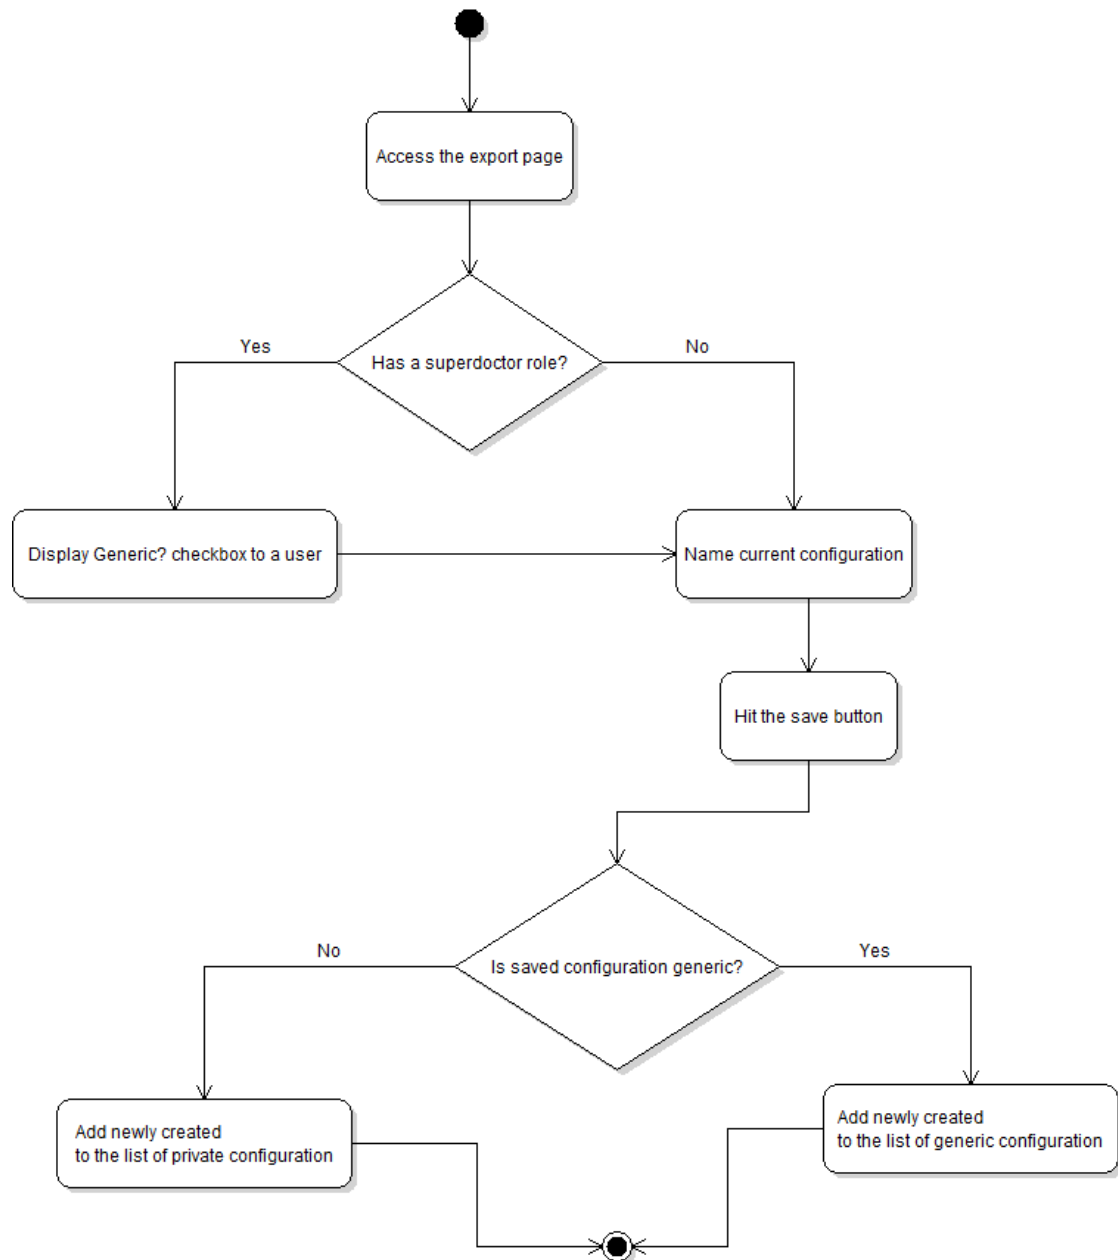 Access the export page
Yes
Has a superdoctor role?
No
Display Generic? checkbox to a user
Name current configuration
Hit the save button
No
Is saved configuration generic?
Yes
Add newly created
to the list of private configuration
Add newly created
to the list of generic configuration